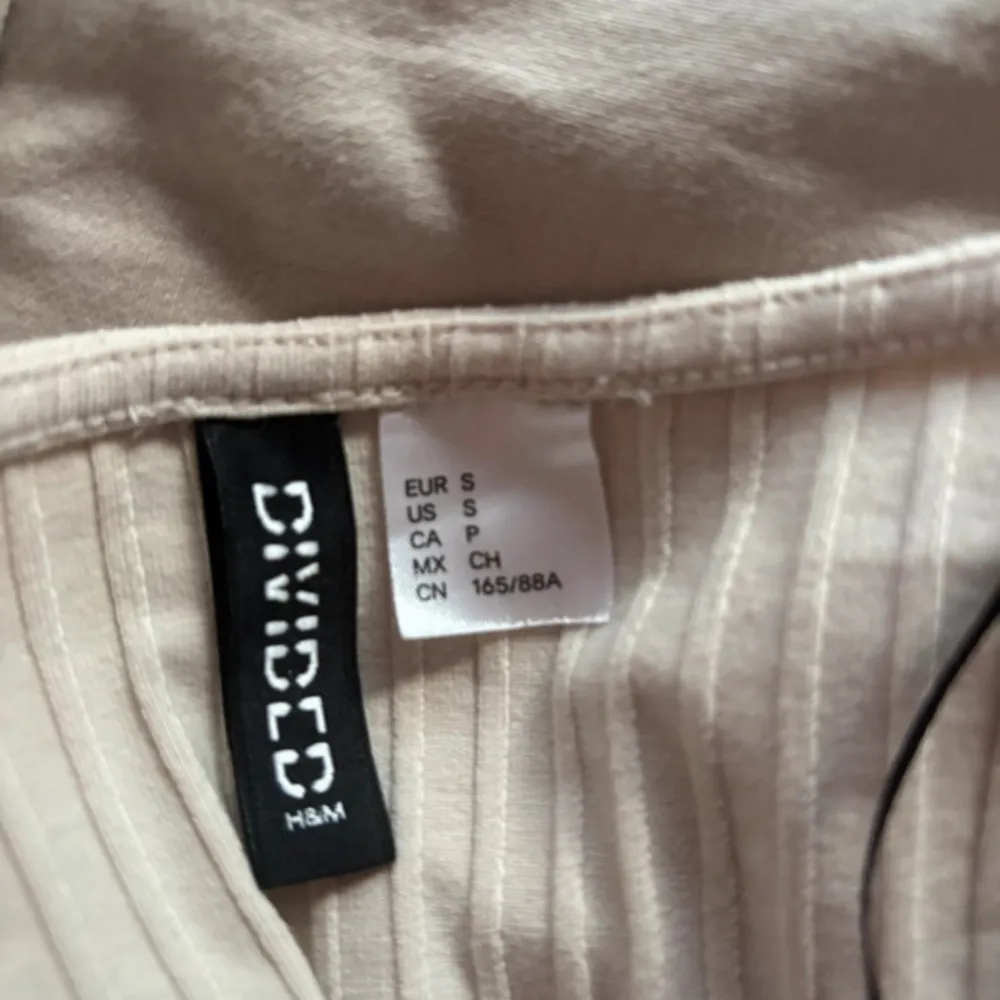 DIVIDED
H&M
EUR S
US S
CA P
MX CH
CN 165/88A